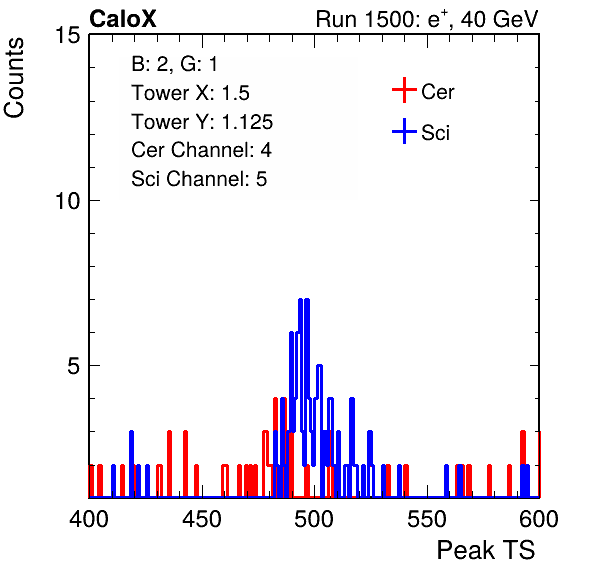 CaloX Run 1500: e⁺, 40 GeV
Counts
15
10
5
B: 2, G: 1
Tower X: 1.5
Tower Y: 1.125
Cer Channel: 4
Sci Channel: 5
Cer
Sci
400 450 500 550 600
Peak TS